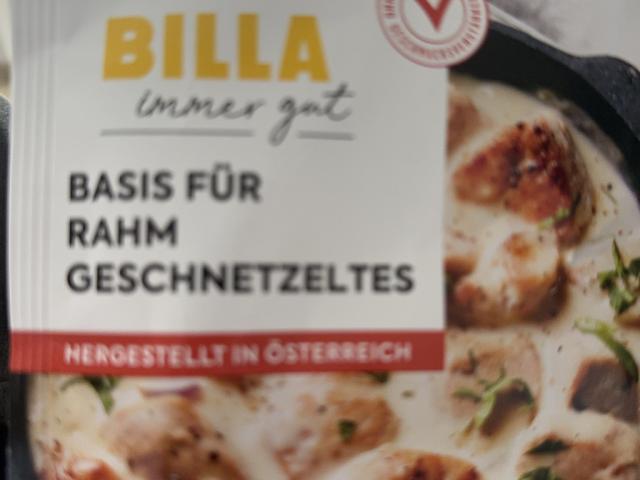 BILLA
immer gut
BASIS FÜR
RAHM
GESCHNETZELTES
HERGESTELLT IN ÖSTERREICH